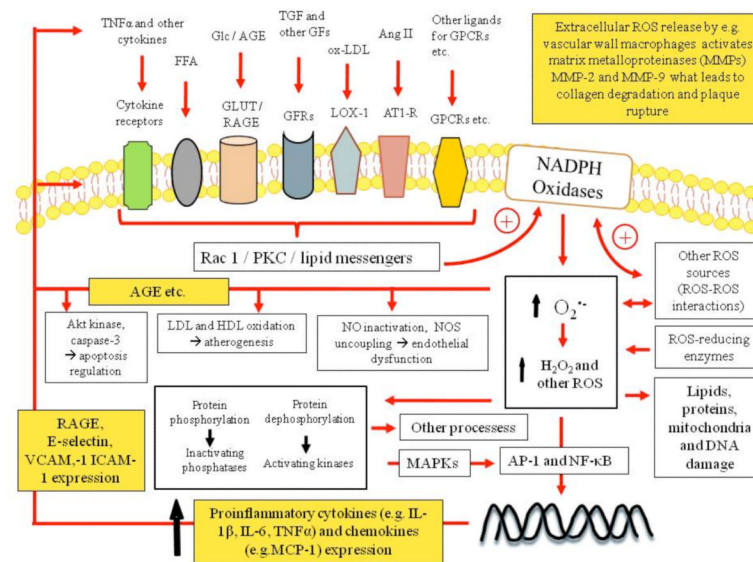 TNFα and other
cytokines
FFA
Glc / AGE
TGF and
other GFs
ox-LDL
Ang II
Other ligands
for GPCRs
etc.
Extracellular ROS release by e.g.
vascular wall macrophages activates
matrix metalloproteinases (MMPs)
MMP-2 and MMP-9 what leads to
collagen degradation and plaque
rupture
Cytokine
receptors
GLUT/
RAGE
GFRs
LOX-1
AT1-R
GPCRs etc.
NADPH
Oxidases
+
+
Rac 1 / PKC / lipid messengers
Other ROS
sources
(ROS-ROS
interactions)
AGE etc.
Akt kinase,
caspase-3
→ apoptosis
regulation
LDL and HDL oxidation
→ atherogenesis
NO inactivation, NOS
uncoupling → endothelial
dysfunction
O₂•-
H₂O₂ and
other ROS
ROS-reducing
enzymes
Lipids,
proteins,
mitochondria
and DNA
damage
RAGE,
E-selectin,
VCAM,-1 ICAM-
1 expression
Protein
phosphorylation
Inactivating
phosphatases
Protein
dephosphorylation
Activating kinases
Other processess
MAPKs
AP-1 and NF-κB
Proinflammatory cytokines (e.g. IL-
1β, IL-6, TNFα) and chemokines
(e.g.MCP-1) expression